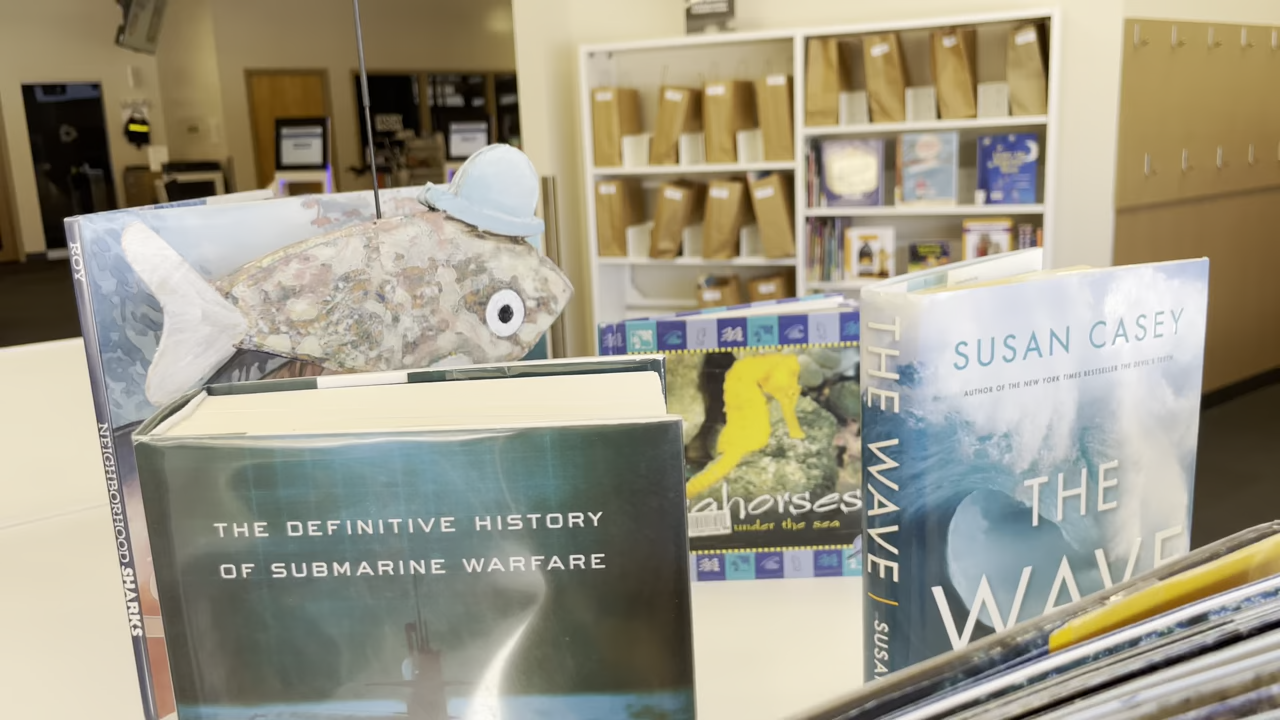 ROY
NEIGHBORHOOD SHARKS
THE DEFINITIVE HISTORY
OF SUBMARINE WARFARE
ahorses
under the sea
THE WAVE | SUSA
SUSAN CASEY
AUTHOR OF THE NEW YORK TIMES BESTSELLER THE DEVIL'S TEETH
THE
WAVE